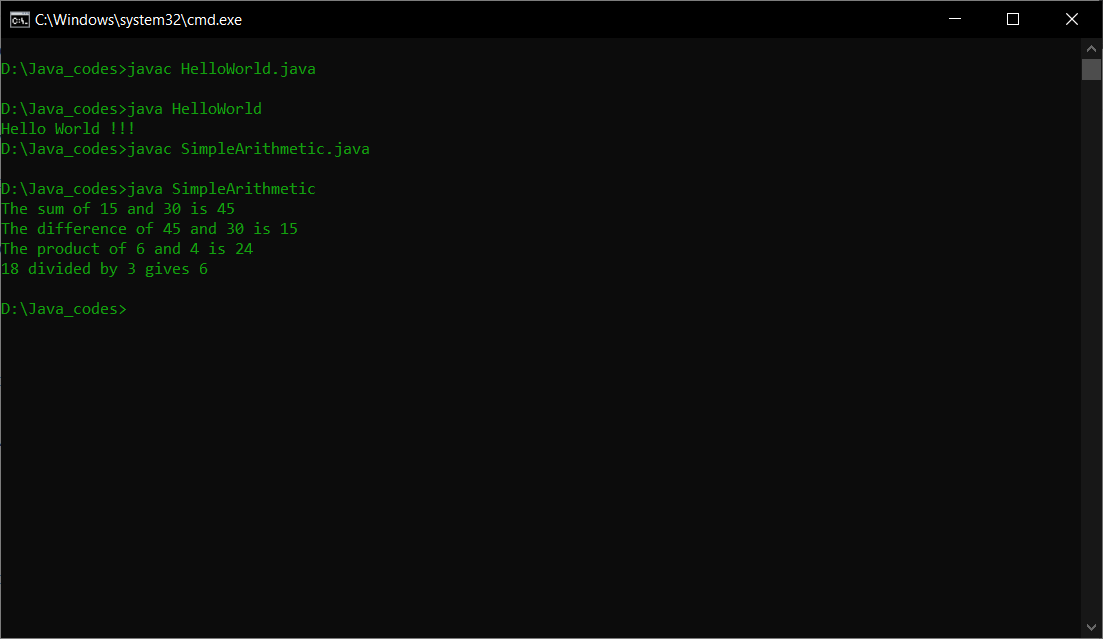 C:\Windows\system32\cmd.exe
D:\Java_codes>javac HelloWorld.java
D:\Java_codes>java HelloWorld
Hello World !!!
D:\Java_codes>javac SimpleArithmetic.java
D:\Java_codes>java SimpleArithmetic
The sum of 15 and 30 is 45
The difference of 45 and 30 is 15
The product of 6 and 4 is 24
18 divided by 3 gives 6
D:\Java_codes>